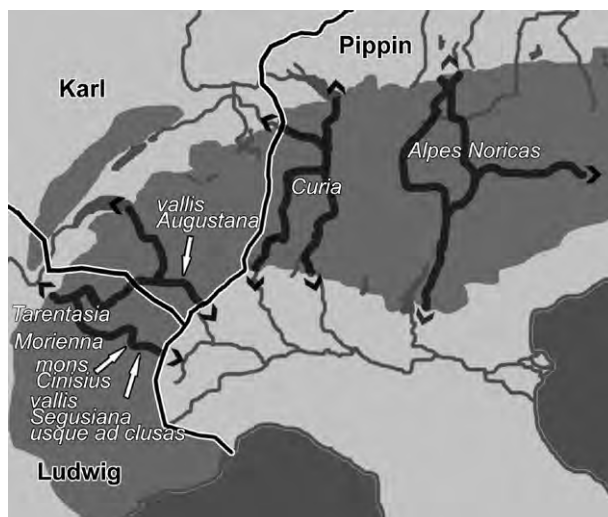 Pippin
Karl
Alpes Noricas
Curia
vallis
Augustana
Tarentasia
Morienna
mons
Cinisius
vallis
Segusiana
usque ad clusas
Ludwig